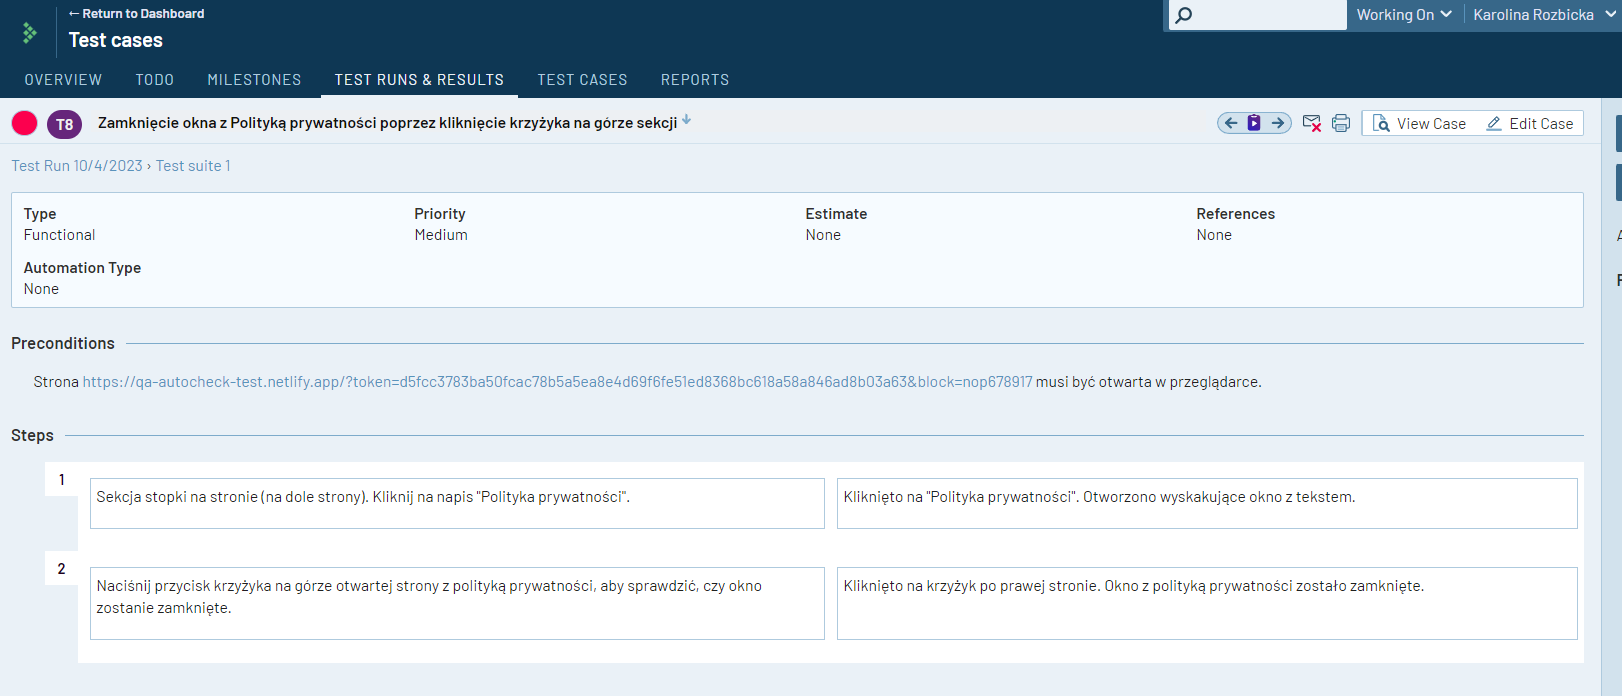 ← Return to Dashboard
Working On
Karolina Rozbicka
Test cases
OVERVIEW TODO MILESTONES TEST RUNS & RESULTS TEST CASES REPORTS
T8 Zamknięcie okna z Polityką prywatności poprzez kliknięcie krzyżyka na górze sekcji
View Case Edit Case
Test Run 10/4/2023 › Test suite 1
Type Priority Estimate References
Functional Medium None None
Automation Type
None
Preconditions
Strona https://qa-autocheck-test.netlify.app/?token=d5fcc3783ba50fcac78b5a5ea8e4d69f6fe51ed8368bc618a58a846ad8b03a63&block=nop678917 musi być otwarta w przeglądarce.
Steps
1
Sekcja stopki na stronie (na dole strony). Kliknij na napis "Polityka prywatności".
Kliknięto na "Polityka prywatności". Otworzono wyskakujące okno z tekstem.
2
Naciśnij przycisk krzyżyka na górze otwartej strony z polityką prywatności, aby sprawdzić, czy okno
zostanie zamknięte.
Kliknięto na krzyżyk po prawej stronie. Okno z polityką prywatności zostało zamknięte.